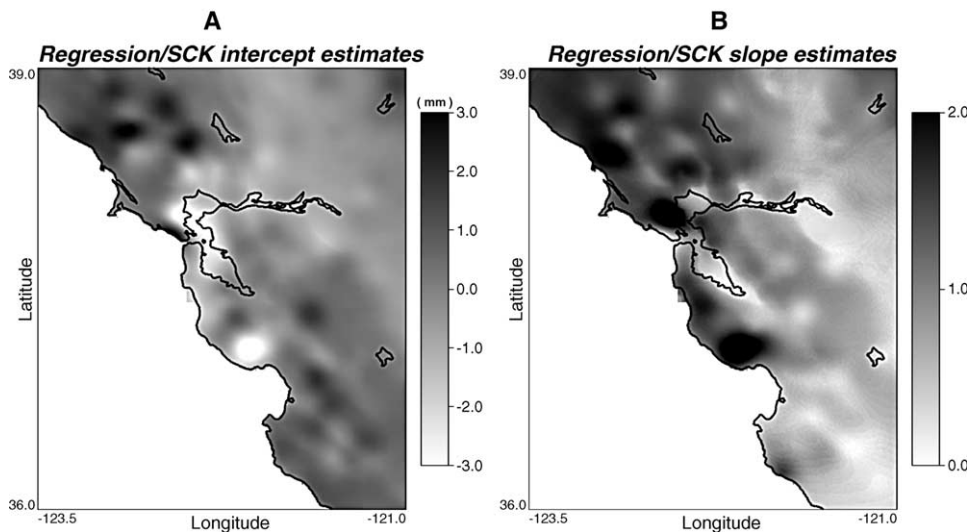 A
Regression/SCK intercept estimates
39.0
(mm)
3.0
2.0
1.0
0.0
-1.0
-2.0
-3.0
Latitude
36.0
-123.5
Longitude
-121.0
B
Regression/SCK slope estimates
39.0
2.0
1.0
0.0
Latitude
36.0
-123.5
Longitude
-121.0